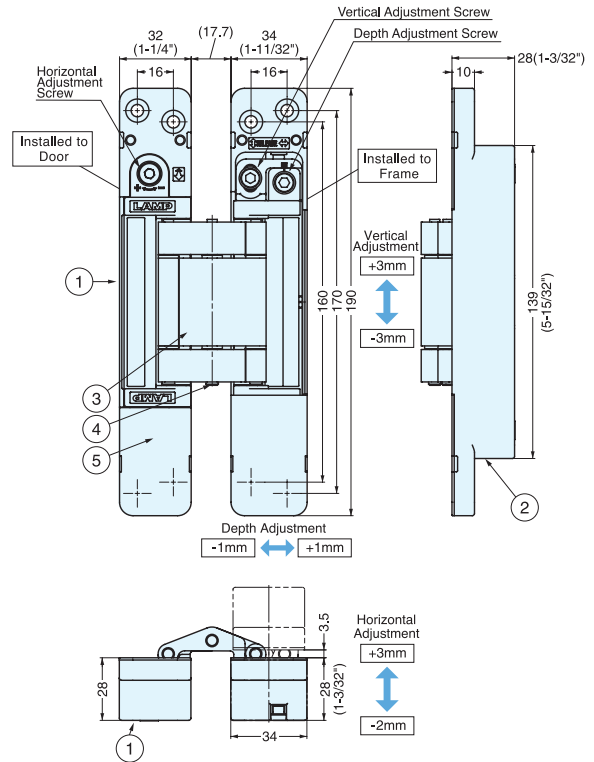 Vertical Adjustment Screw
Depth Adjustment Screw
32
(1-1/4")
(17.7)
34
(1-11/32")
28(1-3/32")
16
16
10
Horizontal
Adjustment
Screw
Installed to
Door
Installed to
Frame
LAMP
LAMP
1
3
4
5
2
160
170
190
Vertical
Adjustment
+3mm
-3mm
139
(5-15/32")
Depth Adjustment
-1mm
+1mm
3.5
28
28
(1-3/32")
34
1
Horizontal
Adjustment
+3mm
-2mm